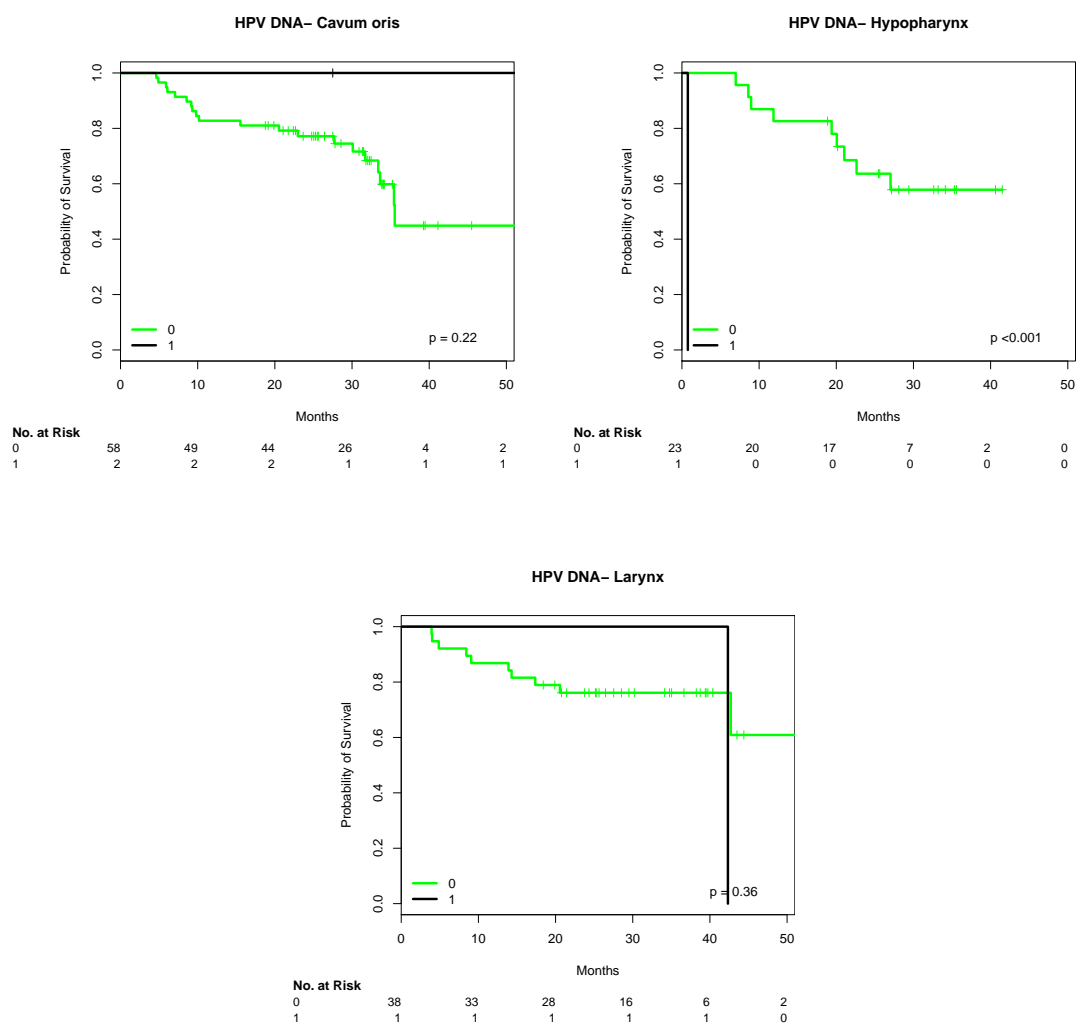 HPV DNA− Cavum oris
Probability of Survival
1.0
0.8
0.6
0.4
0.2
0.0
0
1
p = 0.22
0 10 20 30 40 50
Months
No. at Risk
0 58 49 44 26 4 2
1 2 2 2 1 1 1
HPV DNA− Hypopharynx
Probability of Survival
1.0
0.8
0.6
0.4
0.2
0.0
0
1
p <0.001
0 10 20 30 40 50
Months
No. at Risk
0 23 20 17 7 2 0
1 1 0 0 0 0 0
HPV DNA− Larynx
Probability of Survival
1.0
0.8
0.6
0.4
0.2
0.0
0
1
p = 0.36
0 10 20 30 40 50
Months
No. at Risk
0 38 33 28 16 6 2
1 1 1 1 1 1 0